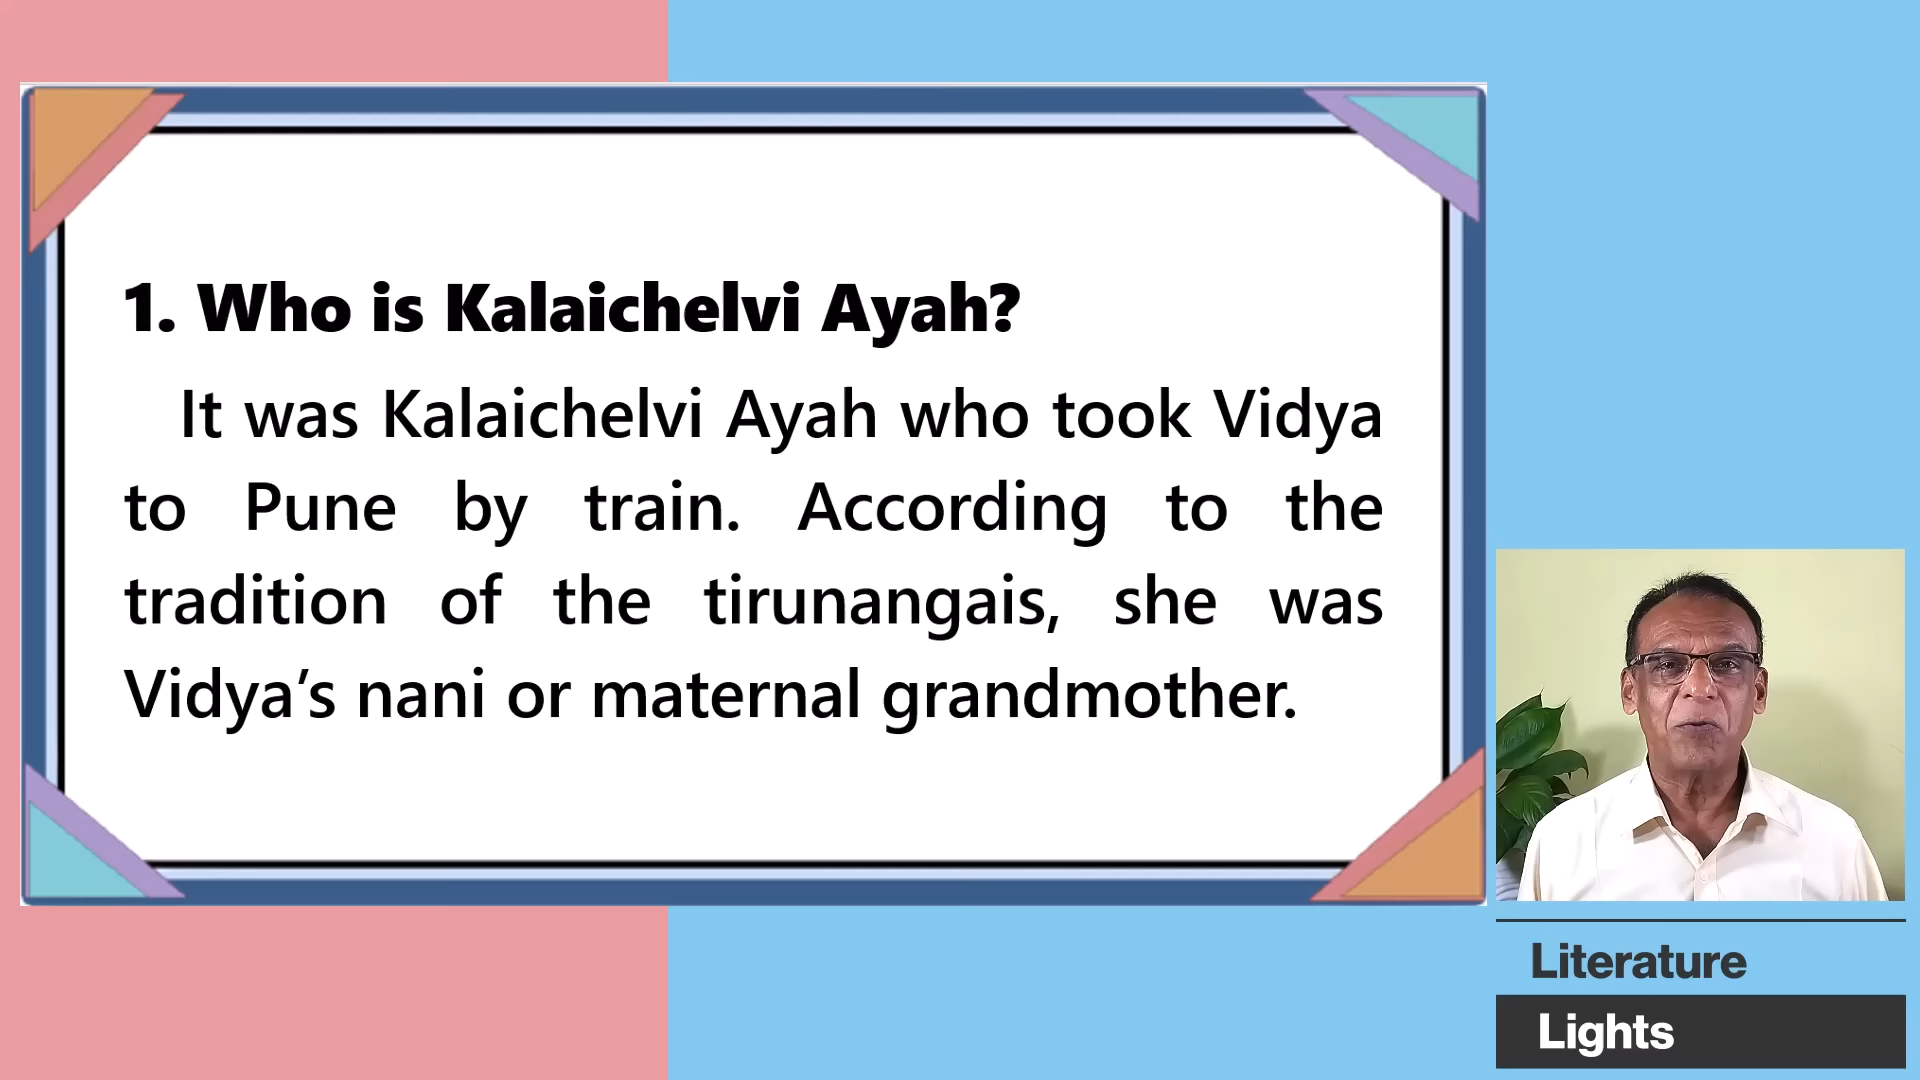 1. Who is Kalaichelvi Ayah?
It was Kalaichelvi Ayah who took Vidya
to Pune by train. According to the
tradition of the tirunangais, she was
Vidya’s nani or maternal grandmother.
Literature
Lights